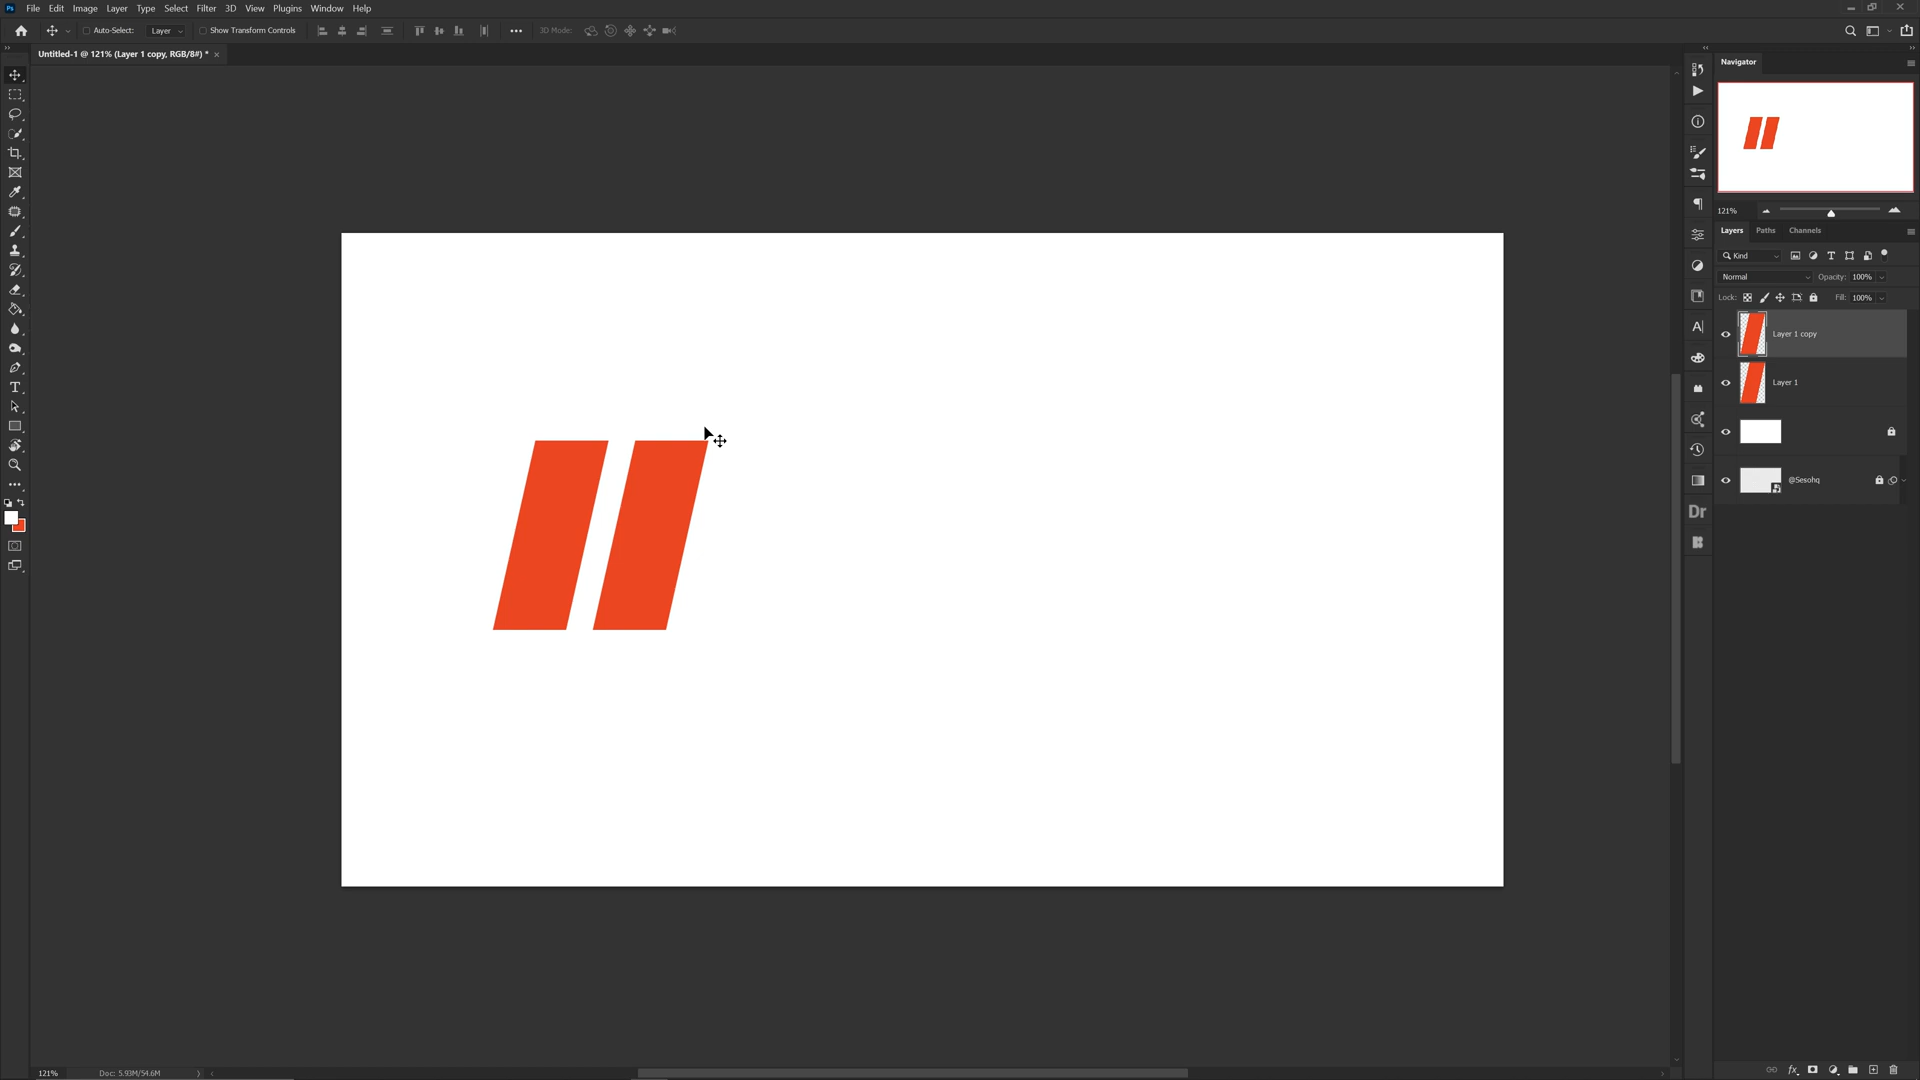 Ps File Edit Image Layer Type Select Filter 3D View Plugins Window Help
Auto-Select: Layer Show Transform Controls 3D Mode:
Untitled-1 @ 121% (Layer 1 copy, RGB/8#) * ×
Navigator
121%
Layers Paths Channels
Kind
Normal Opacity: 100%
Lock: Fill: 100%
Layer 1 copy
Layer 1
@Sesohq
Dr
121% Doc: 5.93M/54.6M